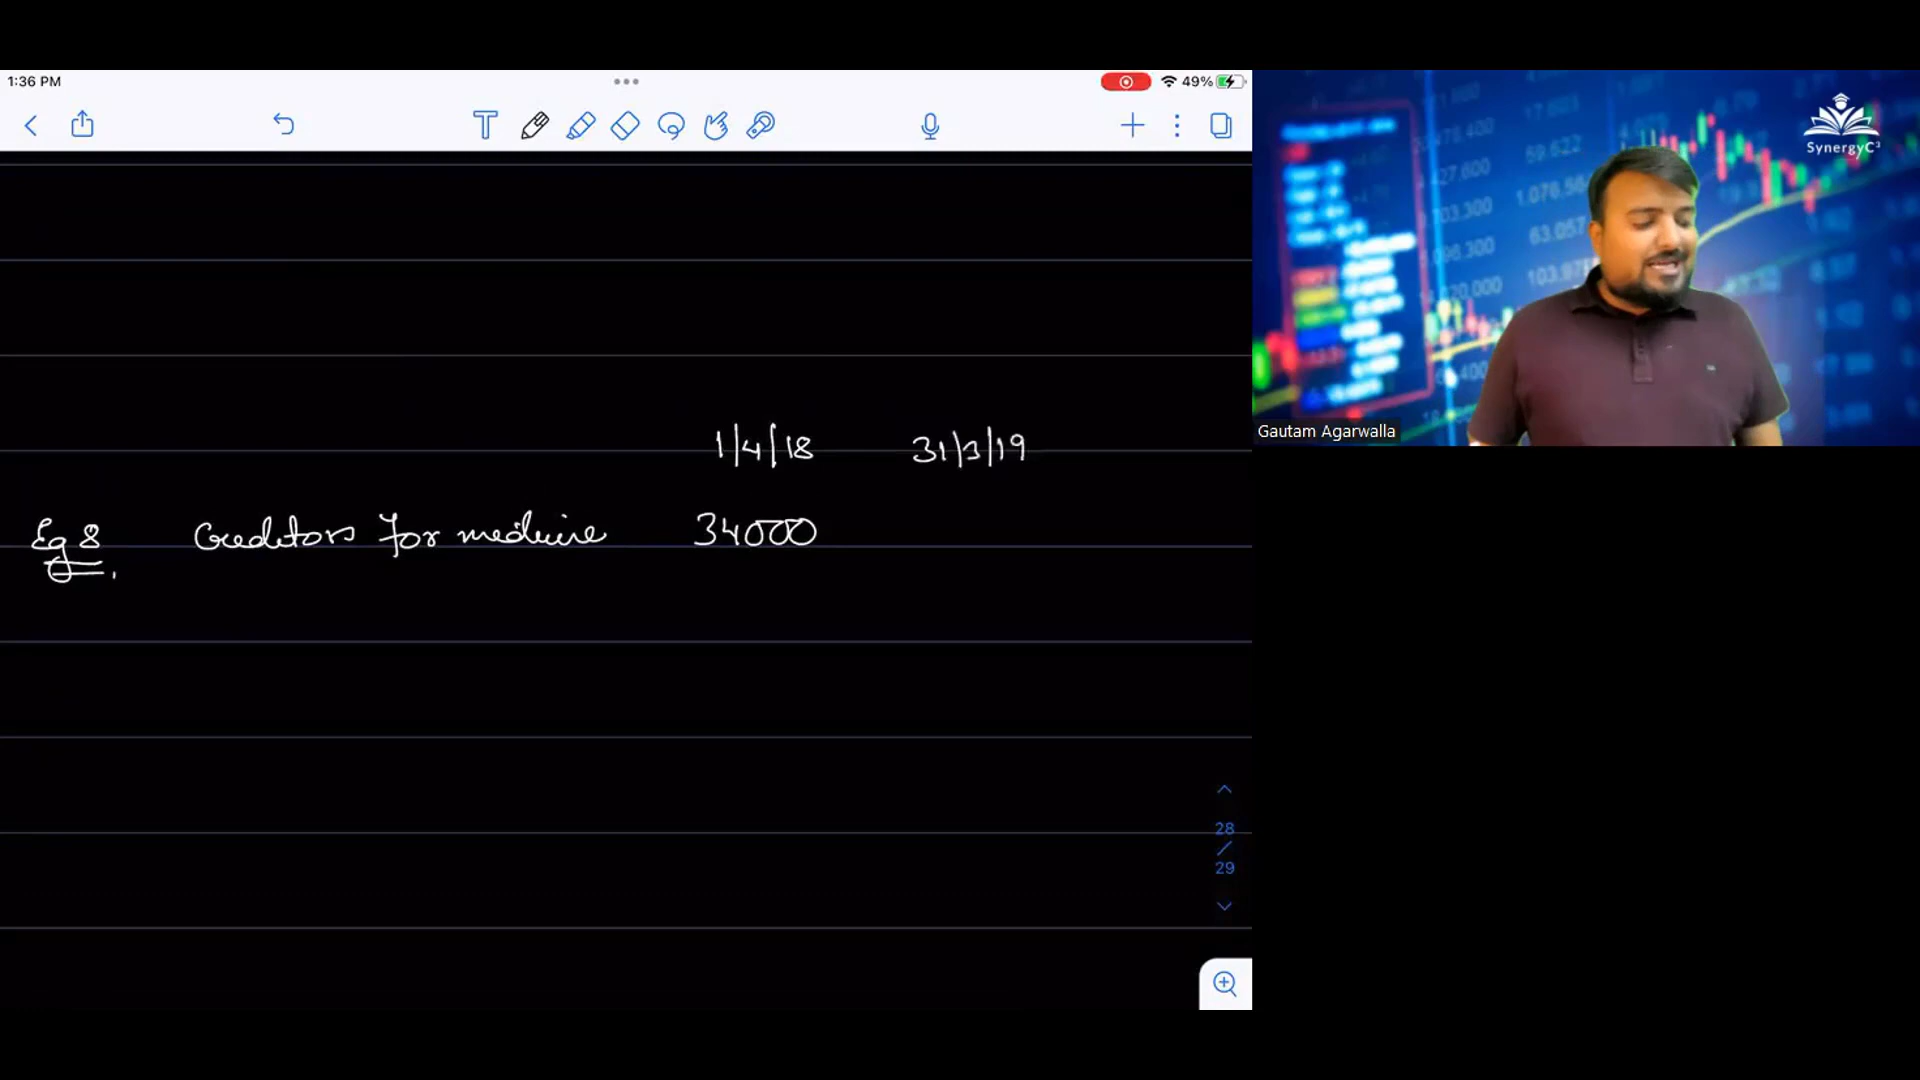 1:36 PM
49%
SynergyC³
Gautam Agarwalla
1/4/18 31/3/19
Eg 8. Creditors for medicine 34000
28
/
29